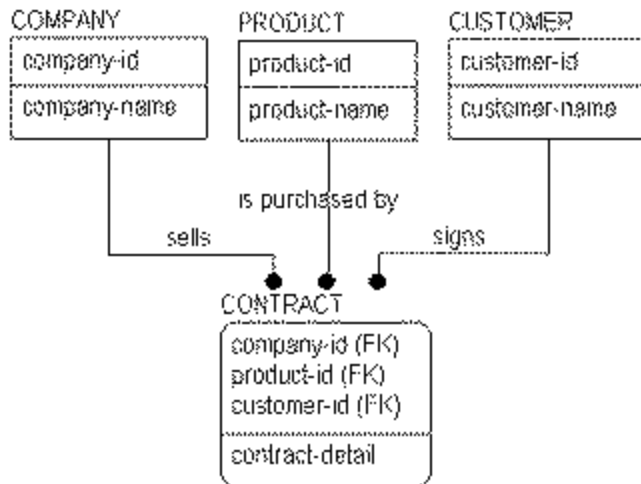 COMPANY
company-id
company-name
PRODUCT
product-id
product-name
CUSTOMER
customer-id
customer-name
is purchased by
sells
signs
CONTRACT
company-id (FK)
product-id (FK)
customer-id (FK)
contract-detail